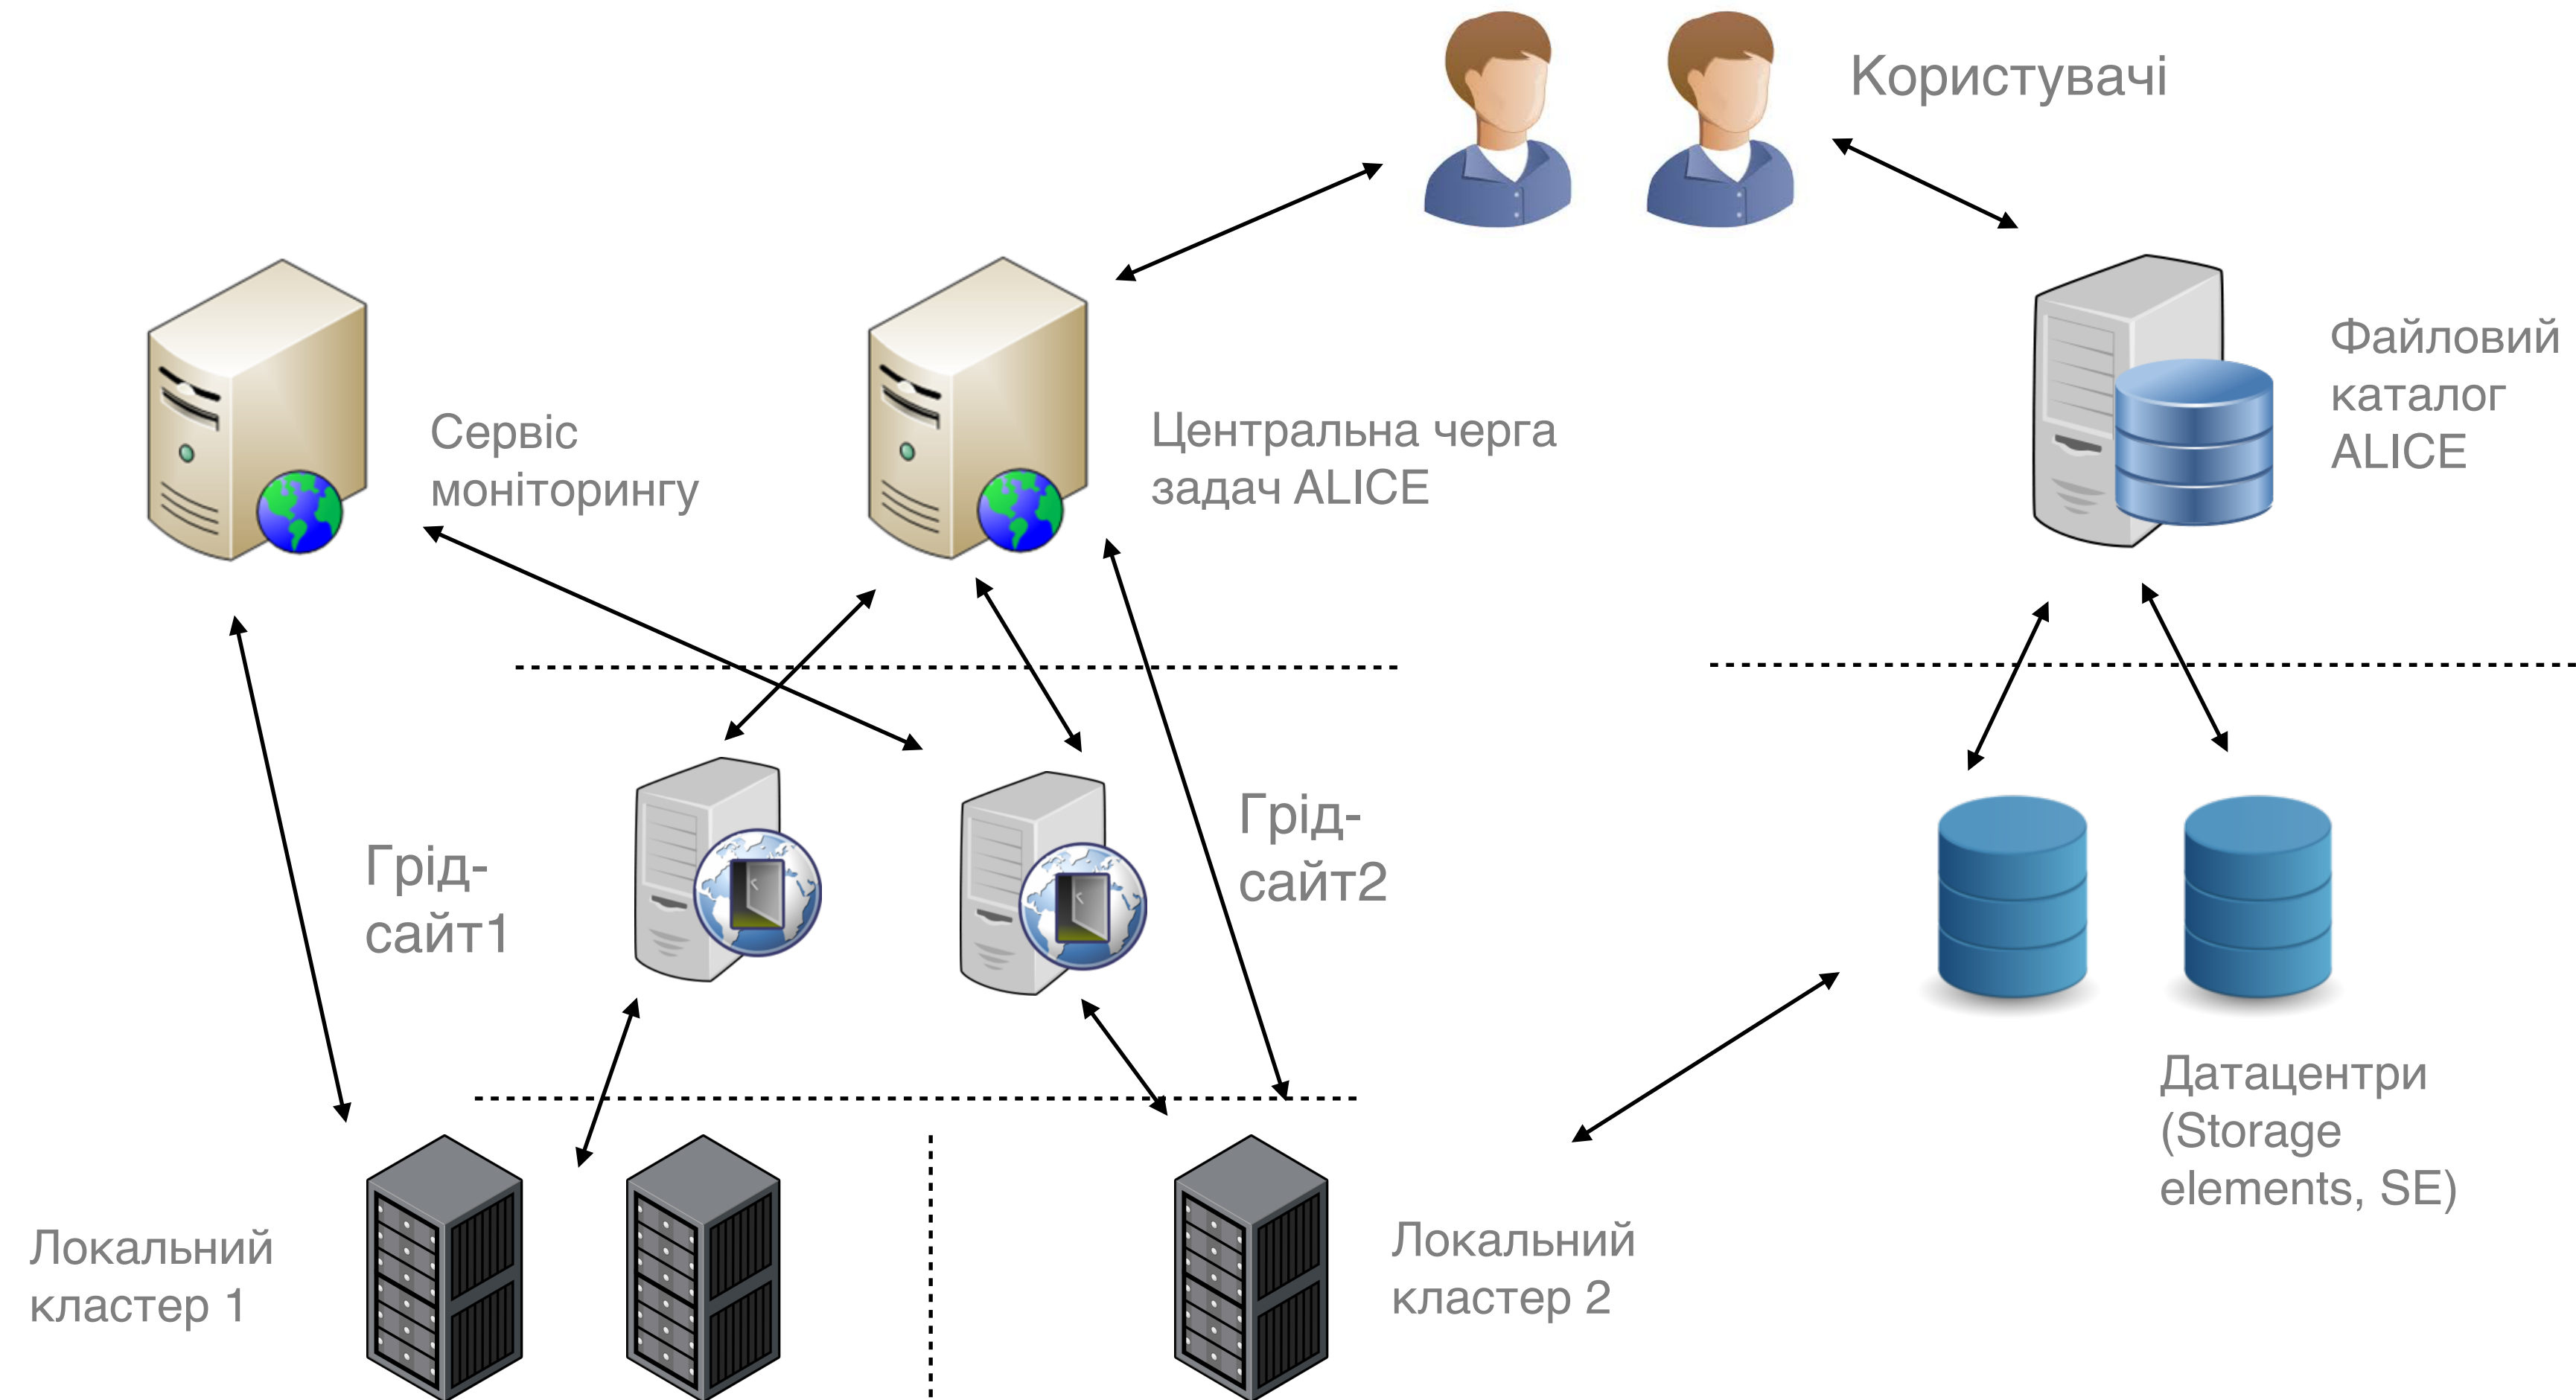 Користувачі
Файловий
каталог
ALICE
Сервіс
моніторингу
Центральна черга
задач ALICE
Грід-
сайт1
Грід-
сайт2
Датацентри
(Storage
elements, SE)
Локальний
кластер 1
Локальний
кластер 2